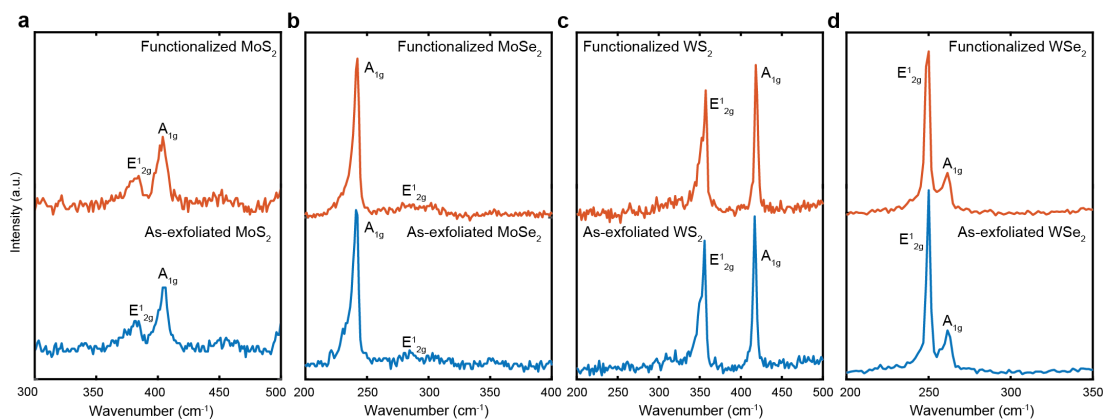 a
Functionalized MoS₂
A₁g
E¹₂g
As-exfoliated MoS₂
A₁g
E¹₂g
300 350 400 450 500
Wavenumber (cm⁻¹)
Intensity (a.u.)
b
Functionalized MoSe₂
A₁g
E¹₂g
As-exfoliated MoSe₂
A₁g
E¹₂g
200 250 300 350 400
Wavenumber (cm⁻¹)
c
Functionalized WS₂
A₁g
E¹₂g
As-exfoliated WS₂
A₁g
E¹₂g
200 250 300 350 400 450 500
Wavenumber (cm⁻¹)
d
Functionalized WSe₂
E¹₂g
A₁g
As-exfoliated WSe₂
E¹₂g
A₁g
200 250 300 350
Wavenumber (cm⁻¹)